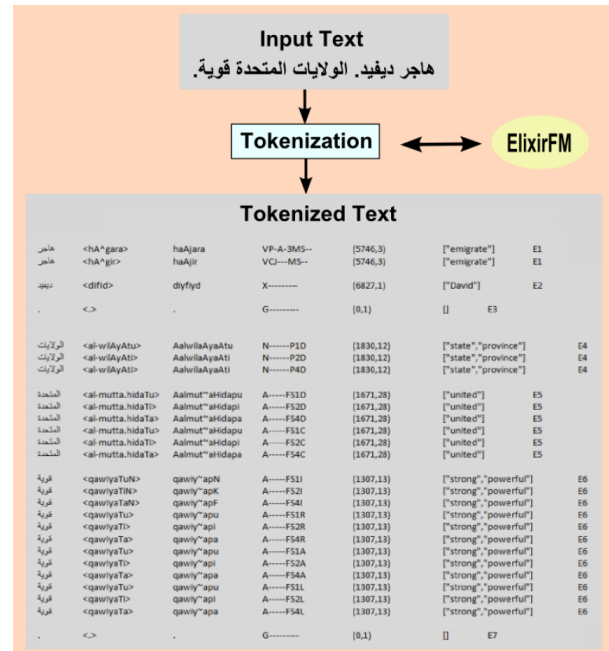 Input Text
هاجر ديفيد. الولايات المتحدة قوية.
Tokenization
ElixirFM
Tokenized Text
هاجر <hA^gara> haAjara VP-A-3MS-- (5746,3) ["emigrate"] E1
هاجر <hA^gir> haAjir VCJ---MS-- (5746,3) ["emigrate"] E1
ديفيد <difId> diyfiyd X--------- (6827,1) ["David"] E2
. <.> . G--------- (0,1) [] E3
الولايات <al-wilAyAtu> AalwilaAyaAtu N------P1D (1830,12) ["state","province"] E4
الولايات <al-wilAyAti> AalwilaAyaAti N------P2D (1830,12) ["state","province"] E4
الولايات <al-wilAyAti> AalwilaAyaAti N------P4D (1830,12) ["state","province"] E4
المتحدة <al-mutta.hidaTu> Aalmut~aHidapu A-----FS1D (1671,28) ["united"] E5
المتحدة <al-mutta.hidaTi> Aalmut~aHidapi A-----FS2D (1671,28) ["united"] E5
المتحدة <al-mutta.hidaTa> Aalmut~aHidapa A-----FS4D (1671,28) ["united"] E5
المتحدة <al-mutta.hidaTu> Aalmut~aHidapu A-----FS1C (1671,28) ["united"] E5
المتحدة <al-mutta.hidaTi> Aalmut~aHidapi A-----FS2C (1671,28) ["united"] E5
المتحدة <al-mutta.hidaTa> Aalmut~aHidapa A-----FS4C (1671,28) ["united"] E5
قوية <qawIyaTuN> qawiy~apN A-----FS1I (1307,13) ["strong","powerful"] E6
قوية <qawIyaTiN> qawiy~apK A-----FS2I (1307,13) ["strong","powerful"] E6
قوية <qawIyaTaN> qawiy~apF A-----FS4I (1307,13) ["strong","powerful"] E6
قوية <qawIyaTu> qawiy~apu A-----FS1R (1307,13) ["strong","powerful"] E6
قوية <qawIyaTi> qawiy~api A-----FS2R (1307,13) ["strong","powerful"] E6
قوية <qawIyaTa> qawiy~apa A-----FS4R (1307,13) ["strong","powerful"] E6
قوية <qawIyaTu> qawiy~apu A-----FS1A (1307,13) ["strong","powerful"] E6
قوية <qawIyaTi> qawiy~api A-----FS2A (1307,13) ["strong","powerful"] E6
قوية <qawIyaTa> qawiy~apa A-----FS4A (1307,13) ["strong","powerful"] E6
قوية <qawIyaTu> qawiy~apu A-----FS1L (1307,13) ["strong","powerful"] E6
قوية <qawIyaTi> qawiy~api A-----FS2L (1307,13) ["strong","powerful"] E6
قوية <qawIyaTa> qawiy~apa A-----FS4L (1307,13) ["strong","powerful"] E6
. <.> . G--------- (0,1) [] E7